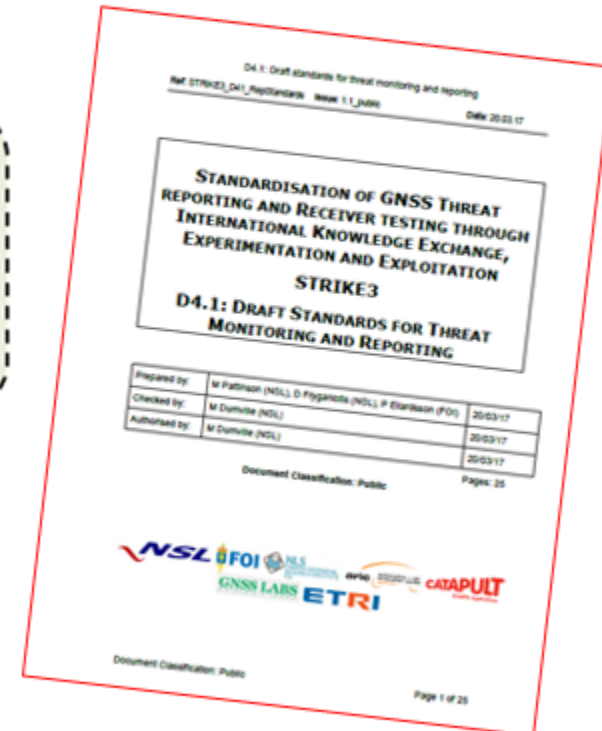 D4.1: Draft standards for threat monitoring and reporting
Ref: STRIKE3_D41_RepStandards Issue: 1.1_public Date: 20.03.17
STANDARDISATION OF GNSS THREAT
REPORTING AND RECEIVER TESTING THROUGH
INTERNATIONAL KNOWLEDGE EXCHANGE,
EXPERIMENTATION AND EXPLOITATION
STRIKE3
D4.1: DRAFT STANDARDS FOR THREAT
MONITORING AND REPORTING
Prepared by: M Pattinson (NSL), D Fryganiotis (NSL), P Eliardsson (FOI) 20/03/17
Checked by: M Dumville (NSL) 20/03/17
Authorised by: M Dumville (NSL) 20/03/17
Document Classification: Public Pages: 25
NSL FOI NLS CATAPULT
GNSS LABS ETRI
Document Classification: Public Page 1 of 25